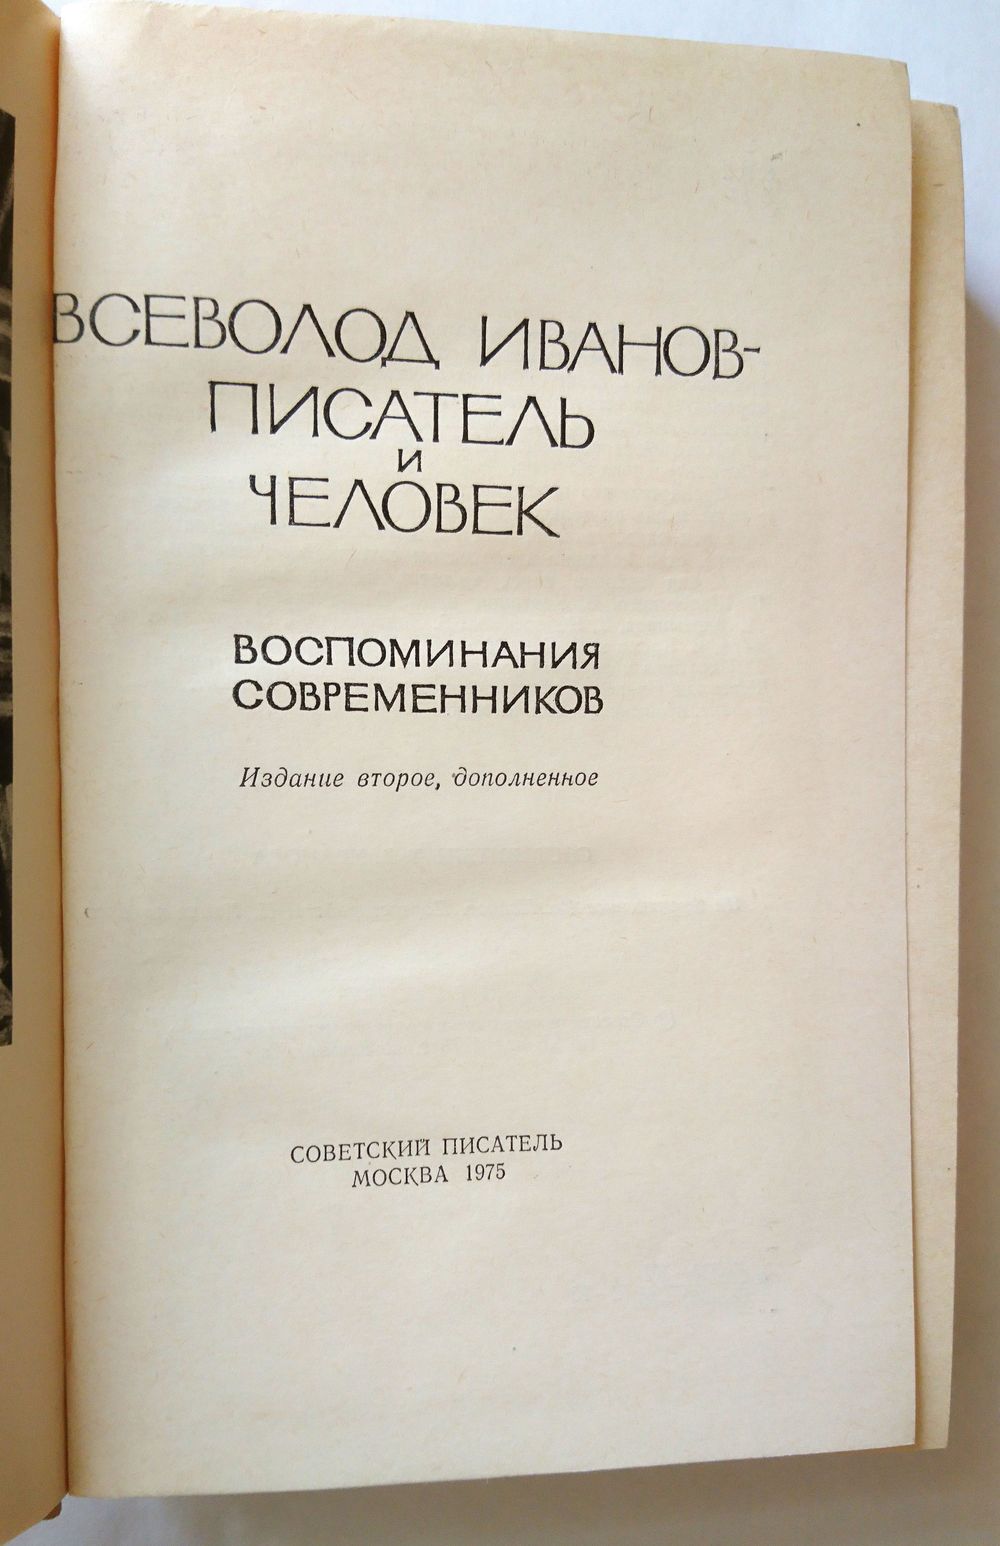 ВСЕВОЛОД ИВАНОВ-
ПИСАТЕЛЬ
И
ЧЕЛОВЕК
ВОСПОМИНАНИЯ
СОВРЕМЕННИКОВ
Издание второе, дополненное
СОВЕТСКИЙ ПИСАТЕЛЬ
МОСКВА 1975